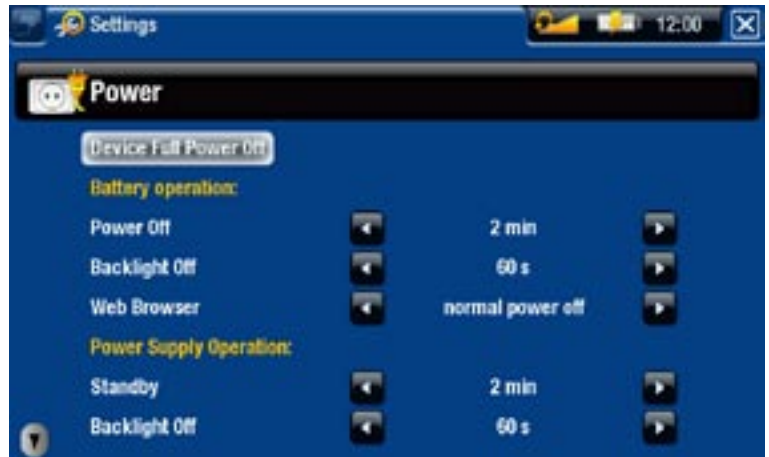 Settings 12:00
Power
Device Full Power Off
Battery operation:
Power Off 2 min
Backlight Off 60 s
Web Browser normal power off
Power Supply Operation:
Standby 2 min
Backlight Off 60 s